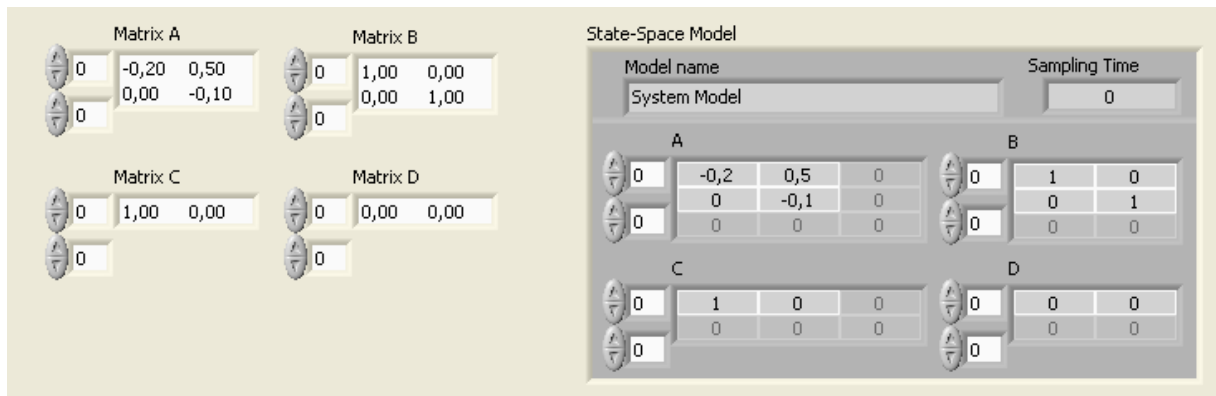 Matrix A
0 -0,20 0,50
0,00 -0,10
0
Matrix B
0 1,00 0,00
0,00 1,00
0
Matrix C
0 1,00 0,00
0
Matrix D
0 0,00 0,00
0
State-Space Model
Model name Sampling Time
System Model 0
A
0 -0,2 0,5 0
0 -0,1 0
0 0 0 0
B
0 1 0
0 1
0 0 0
C
0 1 0 0
0 0 0
0
D
0 0 0
0 0
0